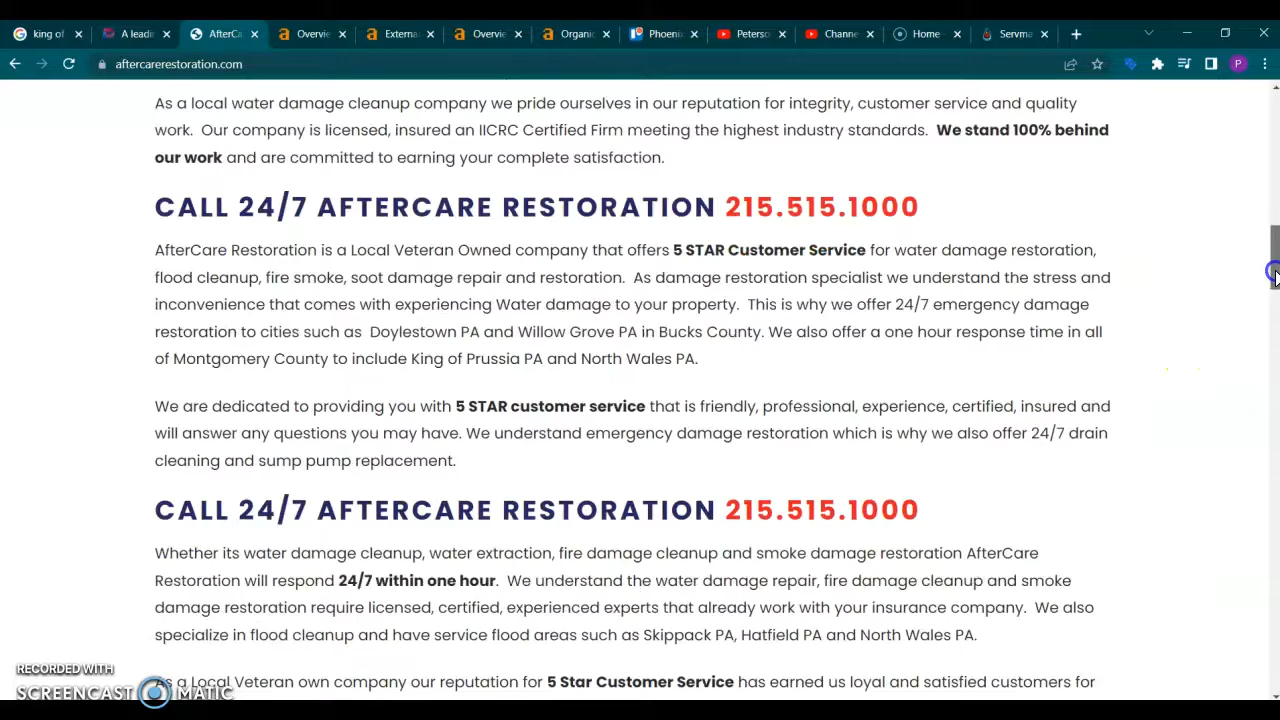 king of
A leadi
AfterCa
Overvie
Externa
Overvie
Organic
Phoenix
Peterso
Channe
Home -
Servma
aftercarerestoration.com
P
As a local water damage cleanup company we pride ourselves in our reputation for integrity, customer service and quality
work. Our company is licensed, insured an IICRC Certified Firm meeting the highest industry standards. We stand 100% behind
our work and are committed to earning your complete satisfaction.
CALL 24/7 AFTERCARE RESTORATION 215.515.1000
AfterCare Restoration is a Local Veteran Owned company that offers 5 STAR Customer Service for water damage restoration,
flood cleanup, fire smoke, soot damage repair and restoration. As damage restoration specialist we understand the stress and
inconvenience that comes with experiencing Water damage to your property. This is why we offer 24/7 emergency damage
restoration to cities such as Doylestown PA and Willow Grove PA in Bucks County. We also offer a one hour response time in all
of Montgomery County to include King of Prussia PA and North Wales PA.
We are dedicated to providing you with 5 STAR customer service that is friendly, professional, experience, certified, insured and
will answer any questions you may have. We understand emergency damage restoration which is why we also offer 24/7 drain
cleaning and sump pump replacement.
CALL 24/7 AFTERCARE RESTORATION 215.515.1000
Whether its water damage cleanup, water extraction, fire damage cleanup and smoke damage restoration AfterCare
Restoration will respond 24/7 within one hour. We understand the water damage repair, fire damage cleanup and smoke
damage restoration require licensed, certified, experienced experts that already work with your insurance company. We also
specialize in flood cleanup and have service flood areas such as Skippack PA, Hatfield PA and North Wales PA.
As a Local Veteran own company our reputation for 5 Star Customer Service has earned us loyal and satisfied customers for
RECORDED WITH
SCREENCAST MATIC